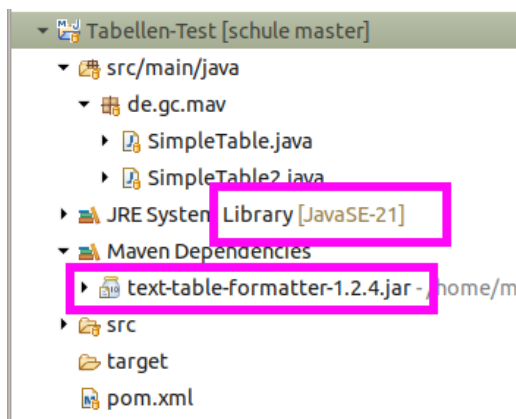 Tabellen-Test [schule master]
src/main/java
de.gc.mav
SimpleTable.java
SimpleTable2.java
JRE System Library [JavaSE-21]
Maven Dependencies
text-table-formatter-1.2.4.jar - /home/m
src
target
pom.xml